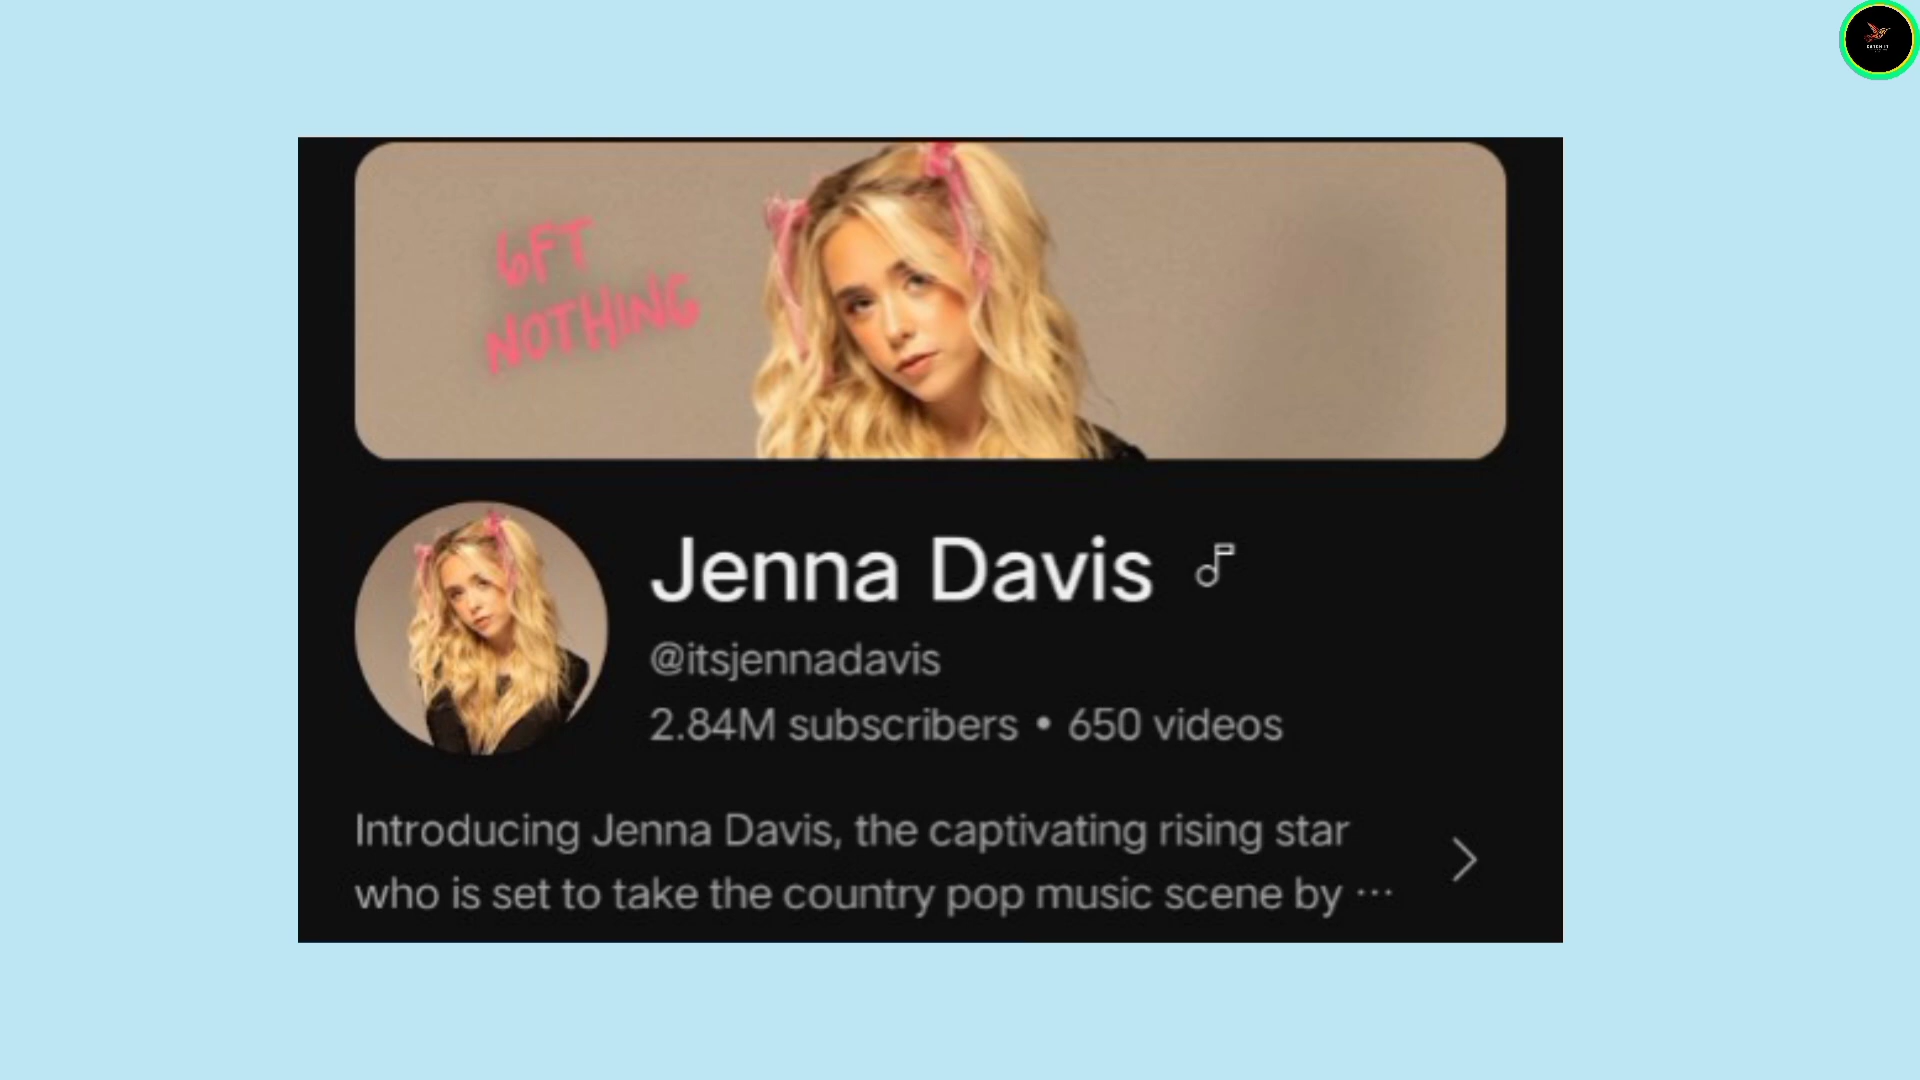 6FT
NOTHING
Jenna Davis
@itsjennadavis
2.84M subscribers • 650 videos
Introducing Jenna Davis, the captivating rising star
who is set to take the country pop music scene by ...